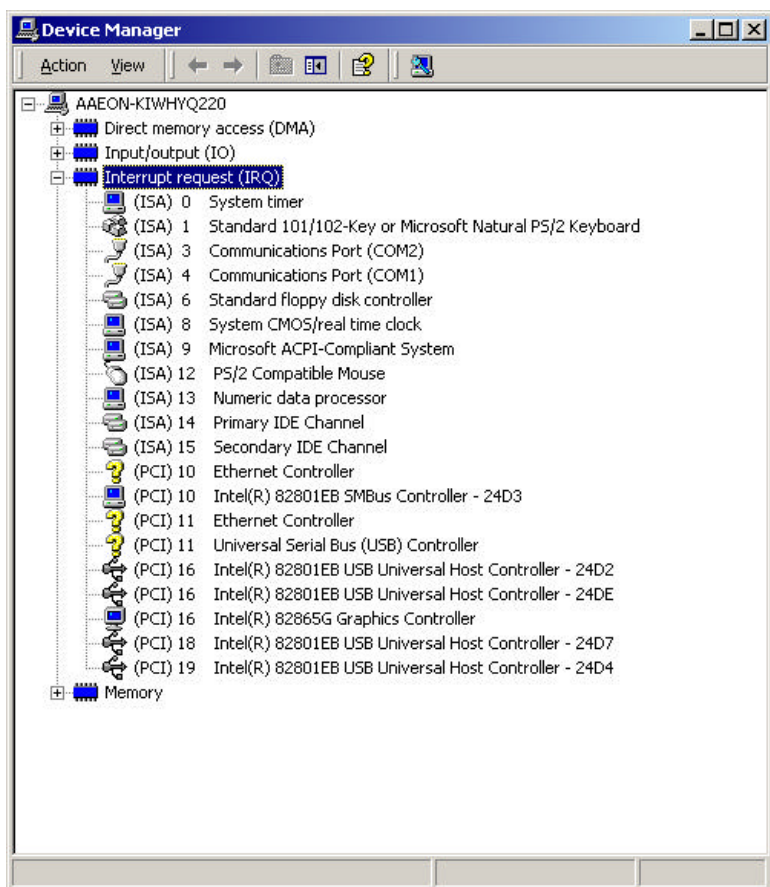 Device Manager
Action View
AAEON-KIWHYQ220
Direct memory access (DMA)
Input/output (IO)
Interrupt request (IRQ)
(ISA) 0 System timer
(ISA) 1 Standard 101/102-Key or Microsoft Natural PS/2 Keyboard
(ISA) 3 Communications Port (COM2)
(ISA) 4 Communications Port (COM1)
(ISA) 6 Standard floppy disk controller
(ISA) 8 System CMOS/real time clock
(ISA) 9 Microsoft ACPI-Compliant System
(ISA) 12 PS/2 Compatible Mouse
(ISA) 13 Numeric data processor
(ISA) 14 Primary IDE Channel
(ISA) 15 Secondary IDE Channel
(PCI) 10 Ethernet Controller
(PCI) 10 Intel(R) 82801EB SMBus Controller - 24D3
(PCI) 11 Ethernet Controller
(PCI) 11 Universal Serial Bus (USB) Controller
(PCI) 16 Intel(R) 82801EB USB Universal Host Controller - 24D2
(PCI) 16 Intel(R) 82801EB USB Universal Host Controller - 24DE
(PCI) 16 Intel(R) 82865G Graphics Controller
(PCI) 18 Intel(R) 82801EB USB Universal Host Controller - 24D7
(PCI) 19 Intel(R) 82801EB USB Universal Host Controller - 24D4
Memory